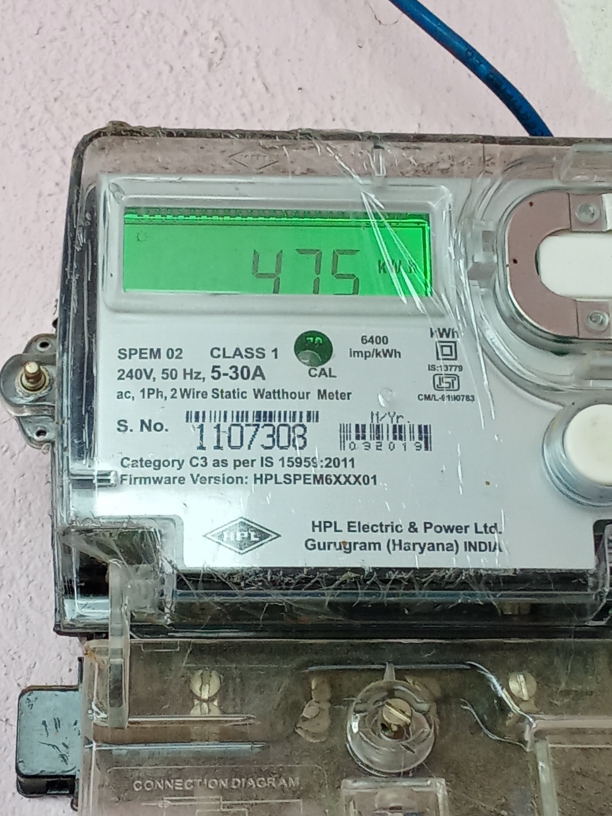 475 KWh
SPEM 02 CLASS 1
6400
imp/kWh
kWh
240V, 50 Hz, 5-30A
CAL
IS:13779
ac, 1Ph, 2 Wire Static Watthour Meter
S. No. 1107308
M/Yr.
032019
Category C3 as per IS 15959:2011
Firmware Version: HPLSPEM6XXX01
HPL
HPL Electric & Power Ltd.
Gurugram (Haryana) INDIA
CONNECTION DIAGRAM